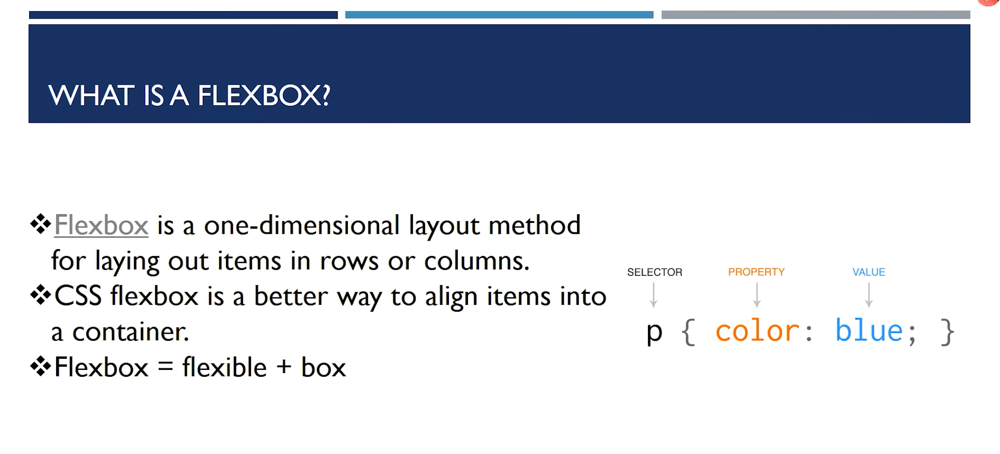 WHAT IS A FLEXBOX?
❖Flexbox is a one-dimensional layout method
for laying out items in rows or columns.
❖CSS flexbox is a better way to align items into
a container.
❖Flexbox = flexible + box
SELECTOR PROPERTY VALUE
p { color: blue; }